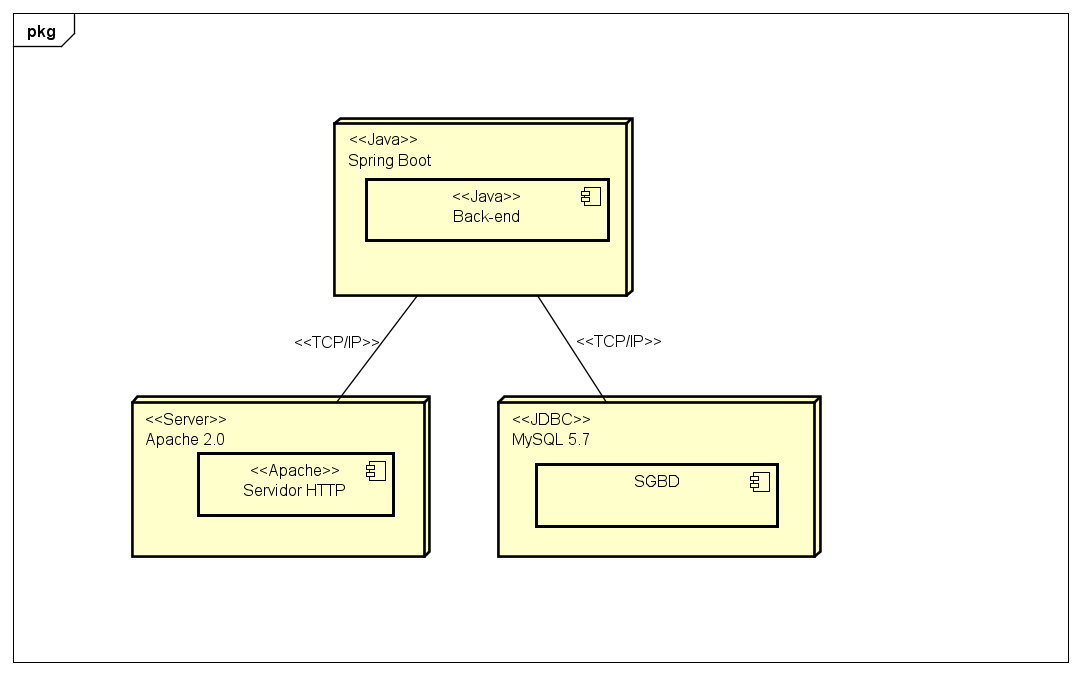 pkg
<<Java>>
Spring Boot
<<Java>>
Back-end
<<TCP/IP>>
<<TCP/IP>>
<<Server>>
Apache 2.0
<<Apache>>
Servidor HTTP
<<JDBC>>
MySQL 5.7
SGBD